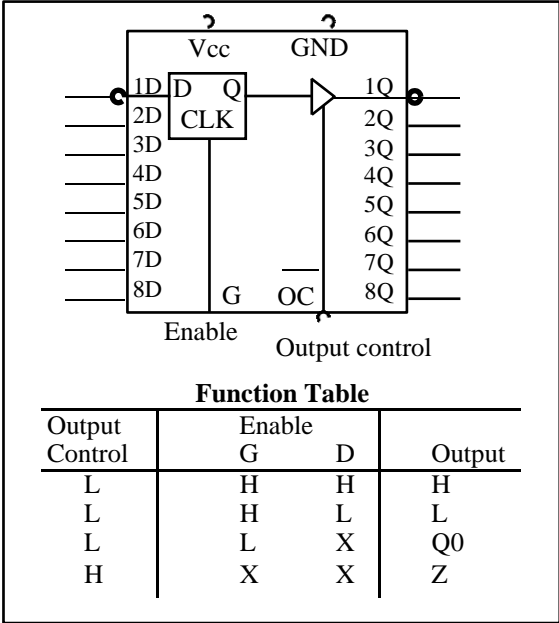 Vcc GND
1D D Q 1Q
2D CLK 2Q
3D 3Q
4D 4Q
5D 5Q
6D 6Q
7D 7Q
8D G OC 8Q
Enable
Output control
Function Table
Output Enable
Control G D Output
L H H H
L H L L
L L X Q0
H X X Z